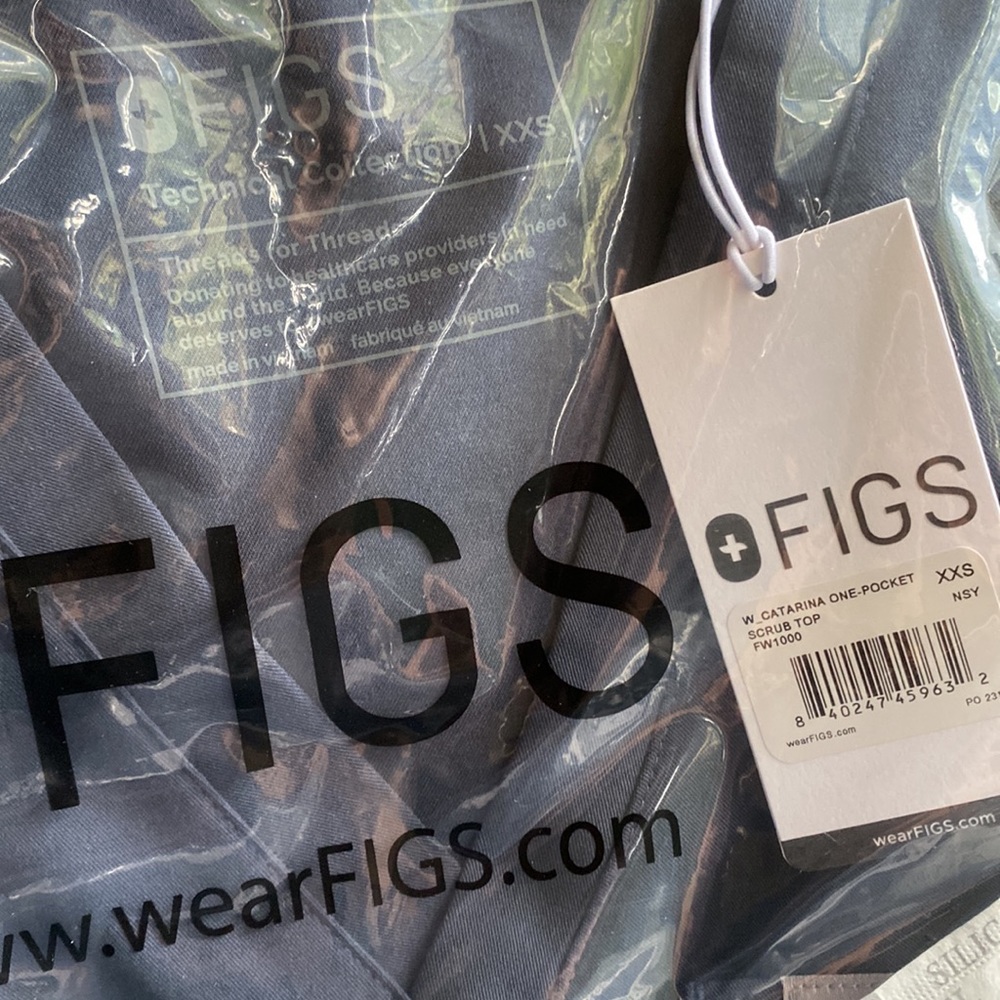 FIGS
Technical Collection | XXS
Threads for Threads
Donating to healthcare providers in need
around the world. Because everyone
deserves wearFIGS
made in vietnam fabriqué au vietnam
FIGS
www.wearFIGS.com
FIGS
W_CATARINA ONE-POCKET XXS
SCRUB TOP NSY
FW1000
8 40247 45963 2
PO 23
wearFIGS.com
wearFIGS.com